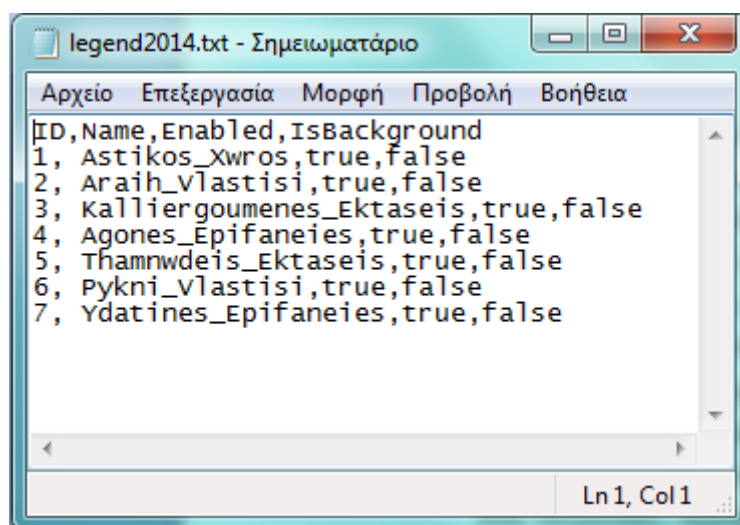 legend2014.txt - Σημειωματάριο
Αρχείο Επεξεργασία Μορφή Προβολή Βοήθεια
ID,Name,Enabled,IsBackground
1, Astikos_Xwros,true,false
2, Araih_Vlastisi,true,false
3, Kalliergoumenes_Ektaseis,true,false
4, Agones_Epifaneies,true,false
5, Thamnwdeis_Ektaseis,true,false
6, Pykni_Vlastisi,true,false
7, Ydatines_Epifaneies,true,false
Ln 1, Col 1